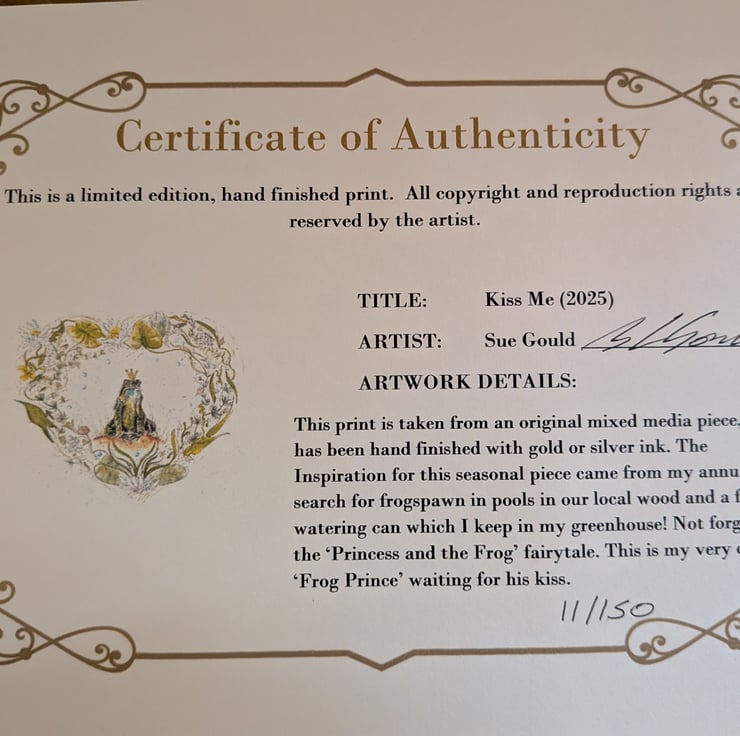 Certificate of Authenticity
This is a limited edition, hand finished print. All copyright and reproduction rights
reserved by the artist.
TITLE: Kiss Me (2025)
ARTIST: Sue Gould
ARTWORK DETAILS:
This print is taken from an original mixed media piece.
has been hand finished with gold or silver ink. The
Inspiration for this seasonal piece came from my
search for frogspawn in pools in our local wood and a
watering can which I keep in my greenhouse! Not
the ‘Princess and the Frog’ fairytale. This is my very
‘Frog Prince’ waiting for his kiss.
11/150